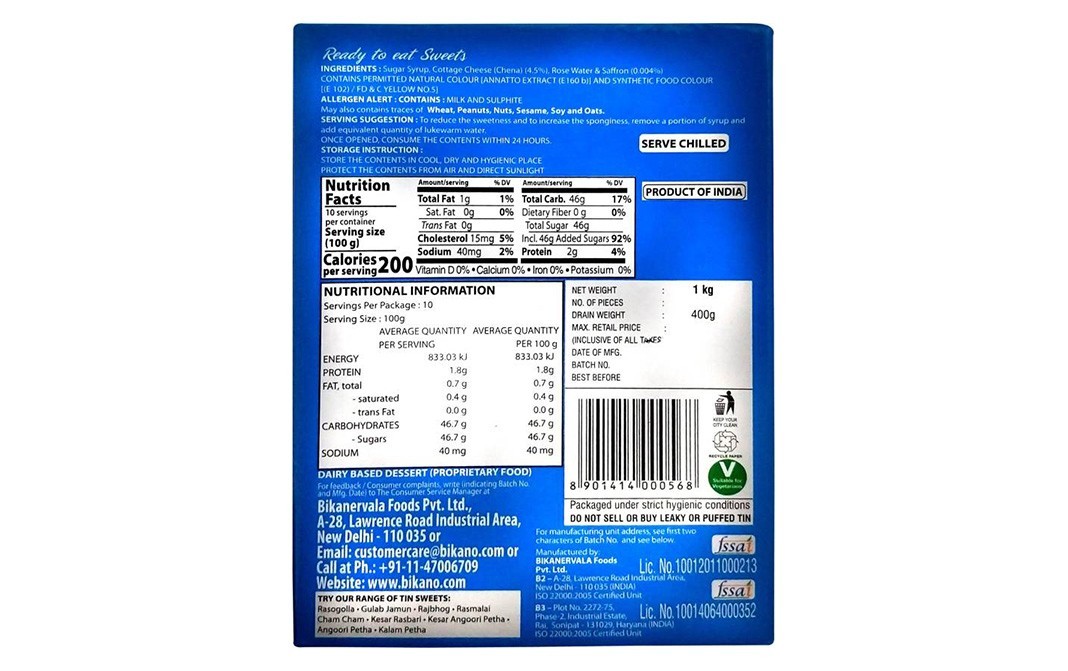 Ready to eat Sweets
INGREDIENTS : Sugar Syrup, Cottage Cheese (Chena) (4.5%), Rose Water & Saffron (0.004%)
CONTAINS PERMITTED NATURAL COLOUR [ANNATTO EXTRACT (E160 b)] AND SYNTHETIC FOOD COLOUR
[(E 102) / FD & C YELLOW NO.5]
ALLERGEN ALERT : CONTAINS : MILK AND SULPHITE
May also contains traces of Wheat, Peanuts, Nuts, Sesame, Soy and Oats.
SERVING SUGGESTION : To reduce the sweetness and to increase the sponginess, remove a portion of syrup and
add equivalent quantity of lukewarm water.
ONCE OPENED, CONSUME THE CONTENTS WITHIN 24 HOURS.
STORAGE INSTRUCTION :
STORE THE CONTENTS IN COOL, DRY AND HYGIENIC PLACE
PROTECT THE CONTENTS FROM AIR AND DIRECT SUNLIGHT
SERVE CHILLED
PRODUCT OF INDIA
Nutrition
Facts
10 servings
per container
Serving size
(100 g)
Calories
per serving 200
Amount/serving % DV Amount/serving % DV
Total Fat 1g 1% Total Carb. 46g 17%
Sat. Fat 0g 0% Dietary Fiber 0 g 0%
Trans Fat 0g Total Sugar 46g
Cholesterol 15mg 5% Incl. 46g Added Sugars 92%
Sodium 40mg 2% Protein 2g 4%
Vitamin D 0% • Calcium 0% • Iron 0% • Potassium 0%
NUTRITIONAL INFORMATION
Servings Per Package : 10
Serving Size : 100g
AVERAGE QUANTITY AVERAGE QUANTITY
PER SERVING PER 100 g
ENERGY 833.03 kJ 833.03 kJ
PROTEIN 1.8g 1.8g
FAT, total 0.7 g 0.7 g
- saturated 0.4 g 0.4 g
- trans Fat 0.0 g 0.0 g
CARBOHYDRATES 46.7 g 46.7 g
- Sugars 46.7 g 46.7 g
SODIUM 40 mg 40 mg
NET WEIGHT : 1 kg
NO. OF PIECES :
DRAIN WEIGHT : 400g
MAX. RETAIL PRICE :
(INCLUSIVE OF ALL TAXES
DATE OF MFG.
BATCH NO.
BEST BEFORE
8 901414 000568
KEEP YOUR
CITY CLEAN
RECYCLE PAPER
V
Suitable for
Vegetarians
Packaged under strict hygienic conditions
DO NOT SELL OR BUY LEAKY OR PUFFED TIN
DAIRY BASED DESSERT (PROPRIETARY FOOD)
For feedback / Consumer complaints, write (indicating Batch No.
and Mfg. Date) to The Consumer Service Manager at
Bikanervala Foods Pvt. Ltd.,
A-28, Lawrence Road Industrial Area,
New Delhi - 110 035 or
Email: customercare@bikano.com or
Call at Ph.: +91-11-47006709
Website: www.bikano.com
TRY OUR RANGE OF TIN SWEETS:
Rasogolla • Gulab Jamun • Rajbhog • Rasmalai
Cham Cham • Kesar Rasbari • Kesar Angoori Petha •
Angoori Petha • Kalam Petha
For manufacturing unit address, see first two
characters of Batch No. and see below.
Manufactured by:
BIKANERVALA Foods
Pvt. Ltd.
B2 – A-28, Lawrence Road Industrial Area,
New Delhi - 110 035 (INDIA)
ISO 22000:2005 Certified Unit
fssai
Lic. No.10012011000213
B3 – Plot No. 2272-75,
Phase-2, Industrial Estate,
Rai, Sonipat - 131029, Haryana (INDIA)
ISO 22000:2005 Certified Unit
fssai
Lic. No.10014064000352